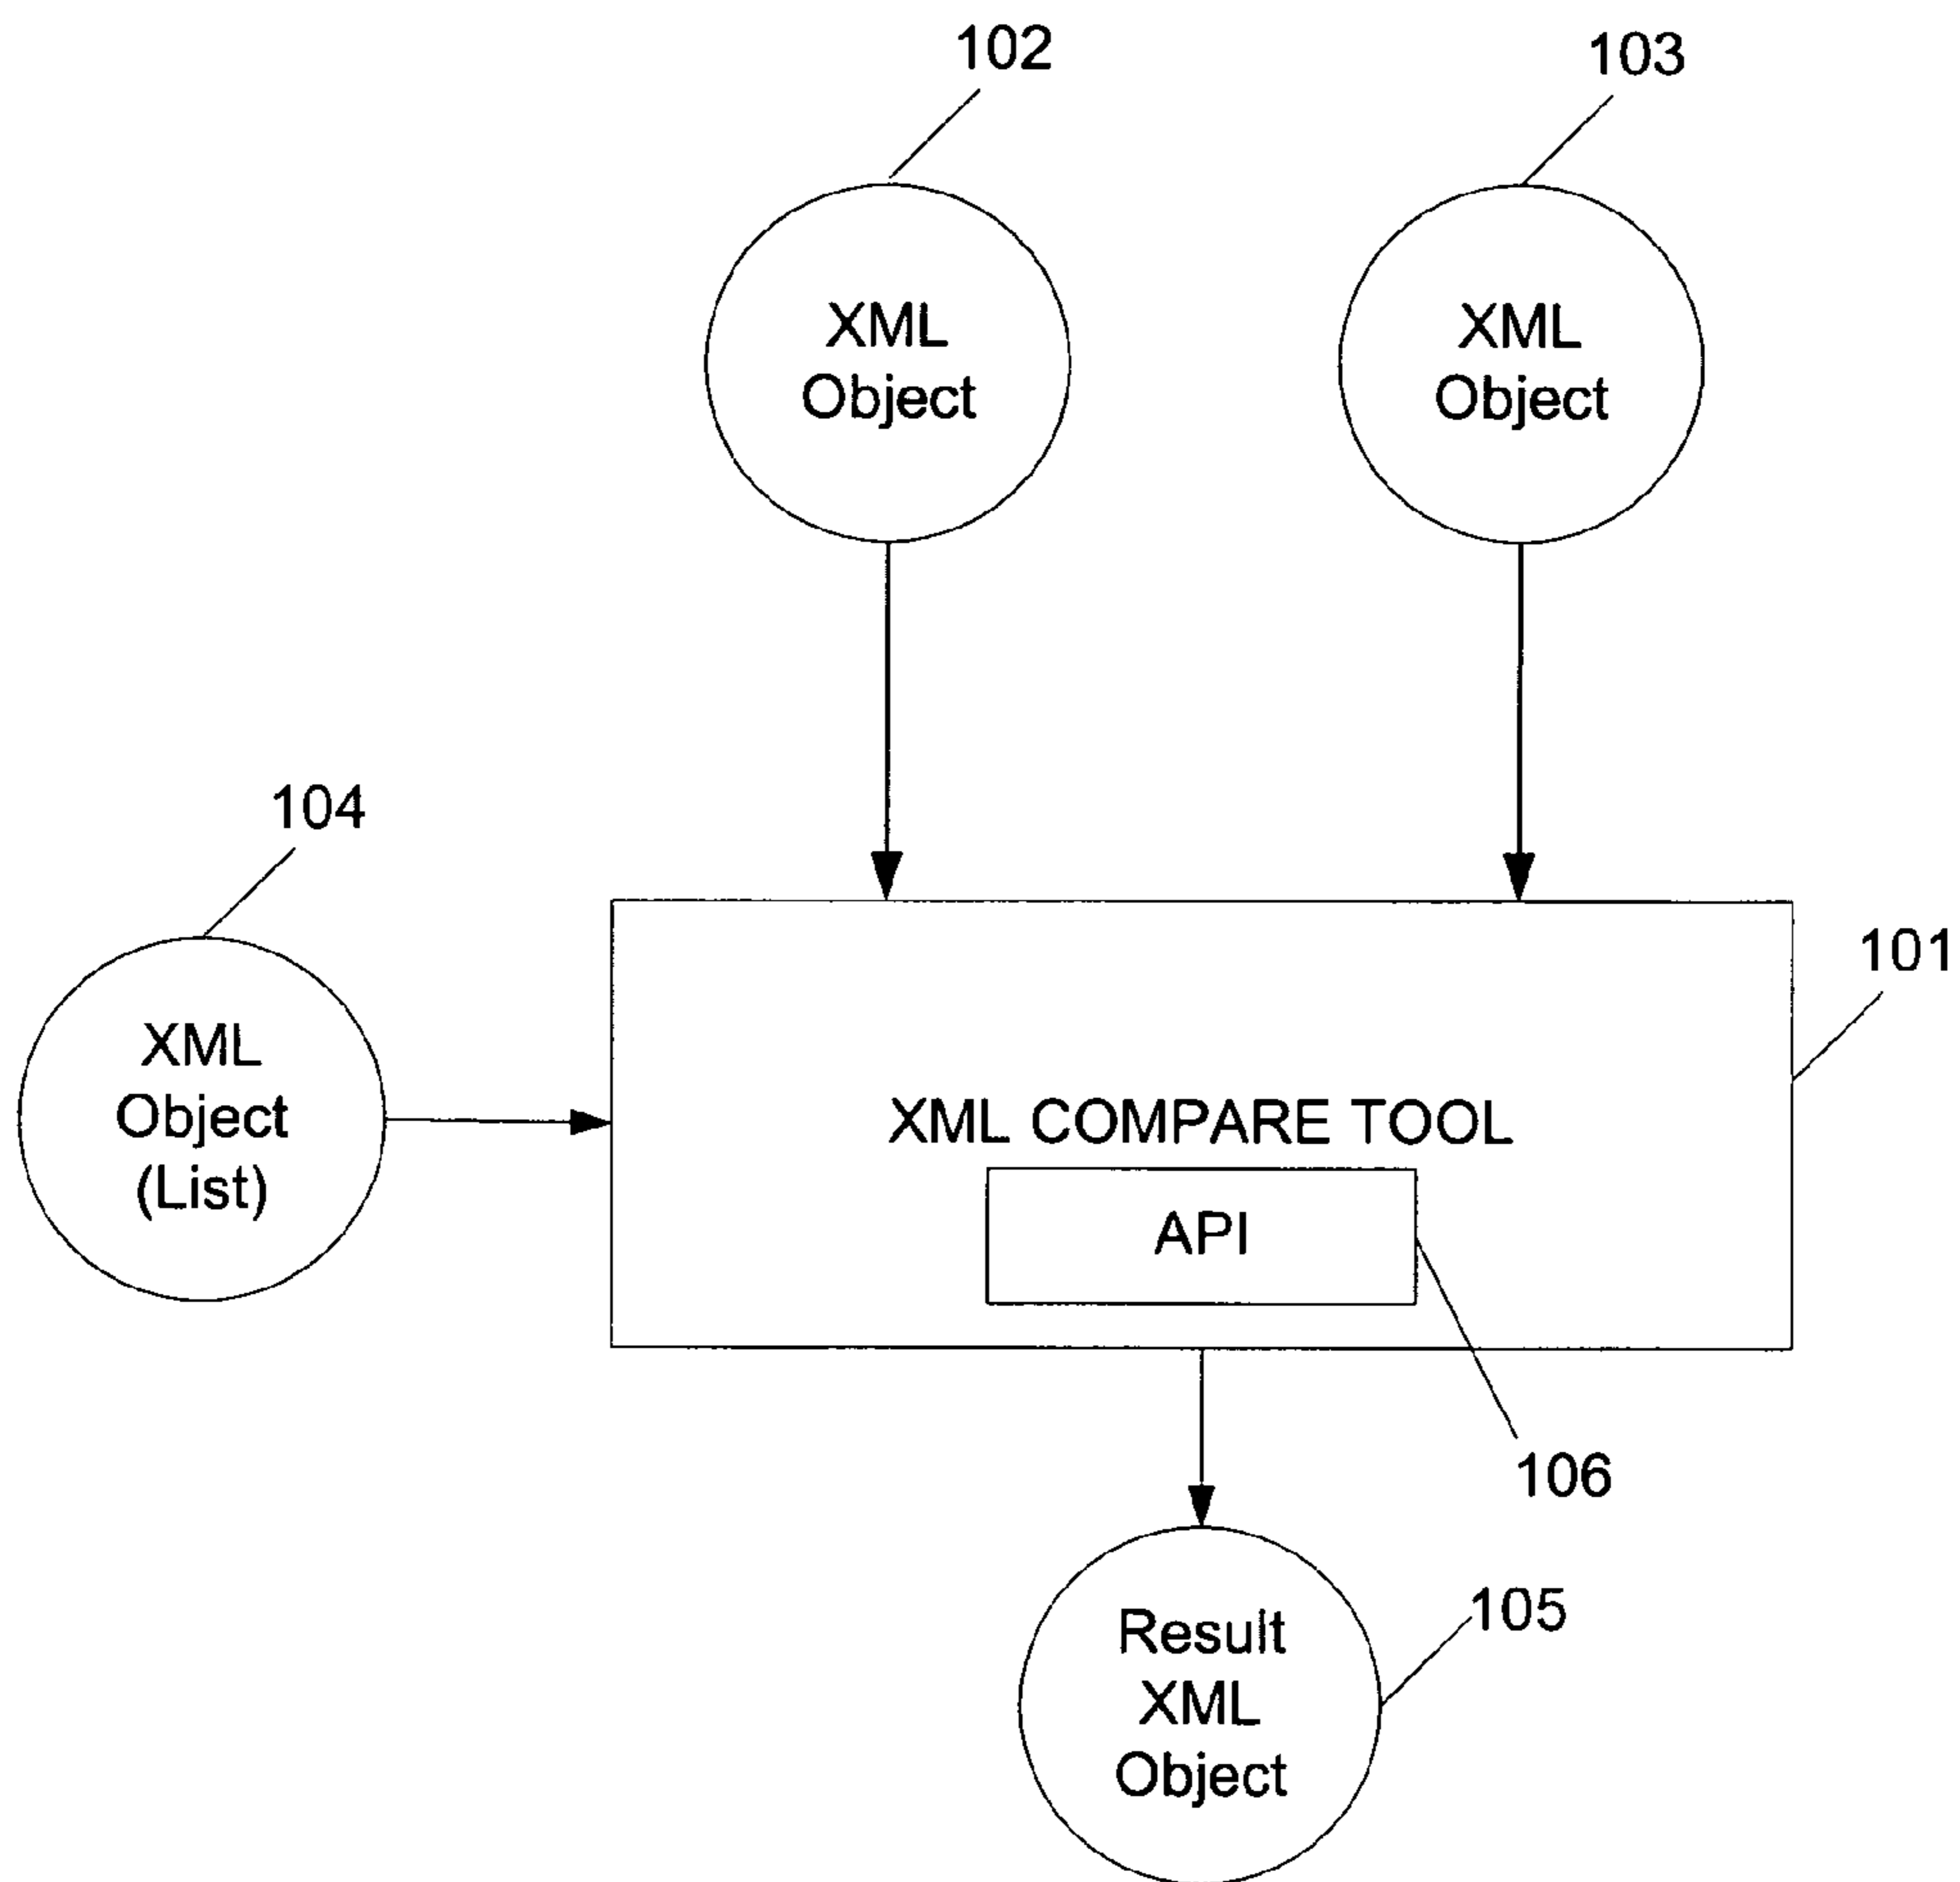 102
103
XML
Object
XML
Object
104
101
XML
Object
(List)
XML COMPARE TOOL
API
106
105
Result
XML
Object